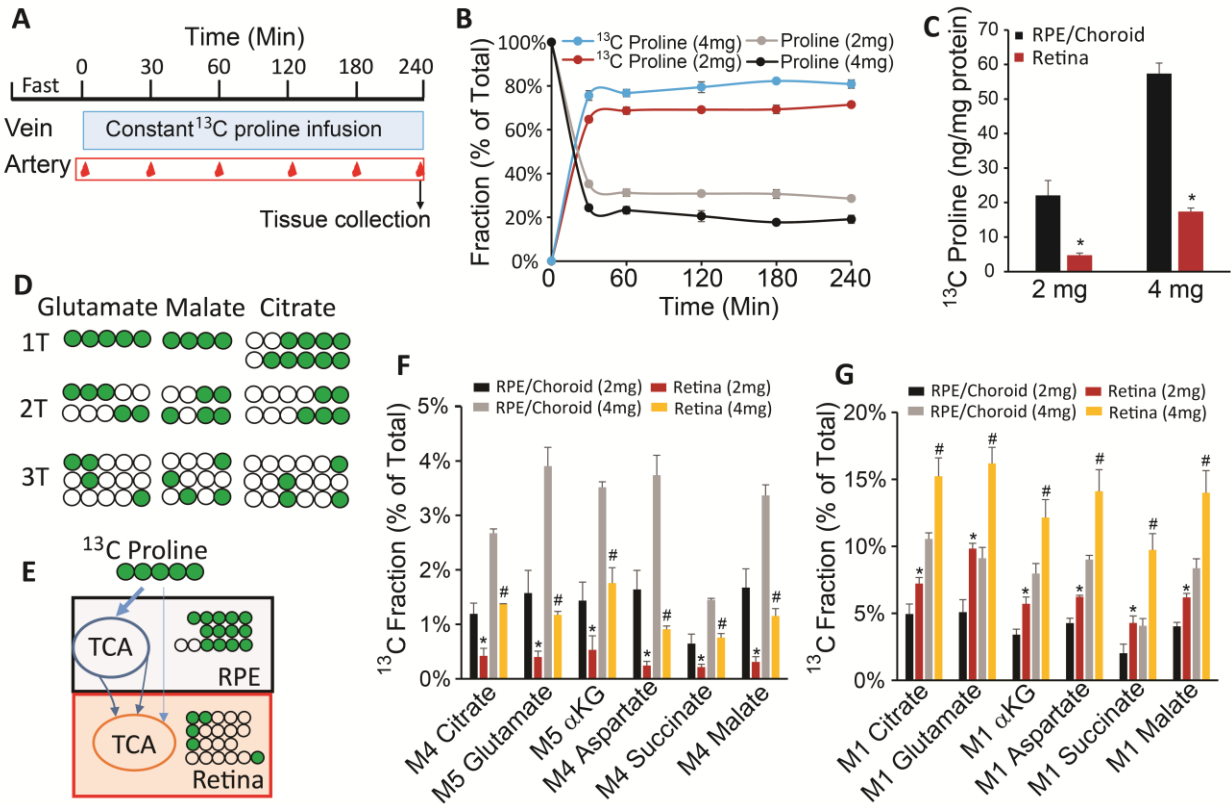 A
Time (Min)
0 30 60 120 180 240
Fast
Vein
Constant ¹³C proline infusion
Artery
Tissue collection
B
¹³C Proline (4mg)
Proline (2mg)
¹³C Proline (2mg)
Proline (4mg)
Fraction (% of Total)
100%
80%
60%
40%
20%
0%
0 60 120 180 240
Time (Min)
C
RPE/Choroid
Retina
¹³C Proline (ng/mg protein)
70
60
50
40
30
20
10
0
*
*
2 mg 4 mg
D
Glutamate Malate Citrate
1T
2T
3T
E
¹³C Proline
TCA
RPE
TCA
Retina
F
RPE/Choroid (2mg)
Retina (2mg)
RPE/Choroid (4mg)
Retina (4mg)
¹³C Fraction (% of Total)
5%
4%
3%
2%
1%
0%
* # * # * # * # * # * #
M4 Citrate
M5 Glutamate
M5 αKG
M4 Aspartate
M4 Succinate
M4 Malate
G
RPE/Choroid (2mg)
Retina (2mg)
RPE/Choroid (4mg)
Retina (4mg)
¹³C Fraction (% of Total)
20%
15%
10%
5%
0%
* # * # * # * # * # * #
M1 Citrate
M1 Glutamate
M1 αKG
M1 Aspartate
M1 Succinate
M1 Malate